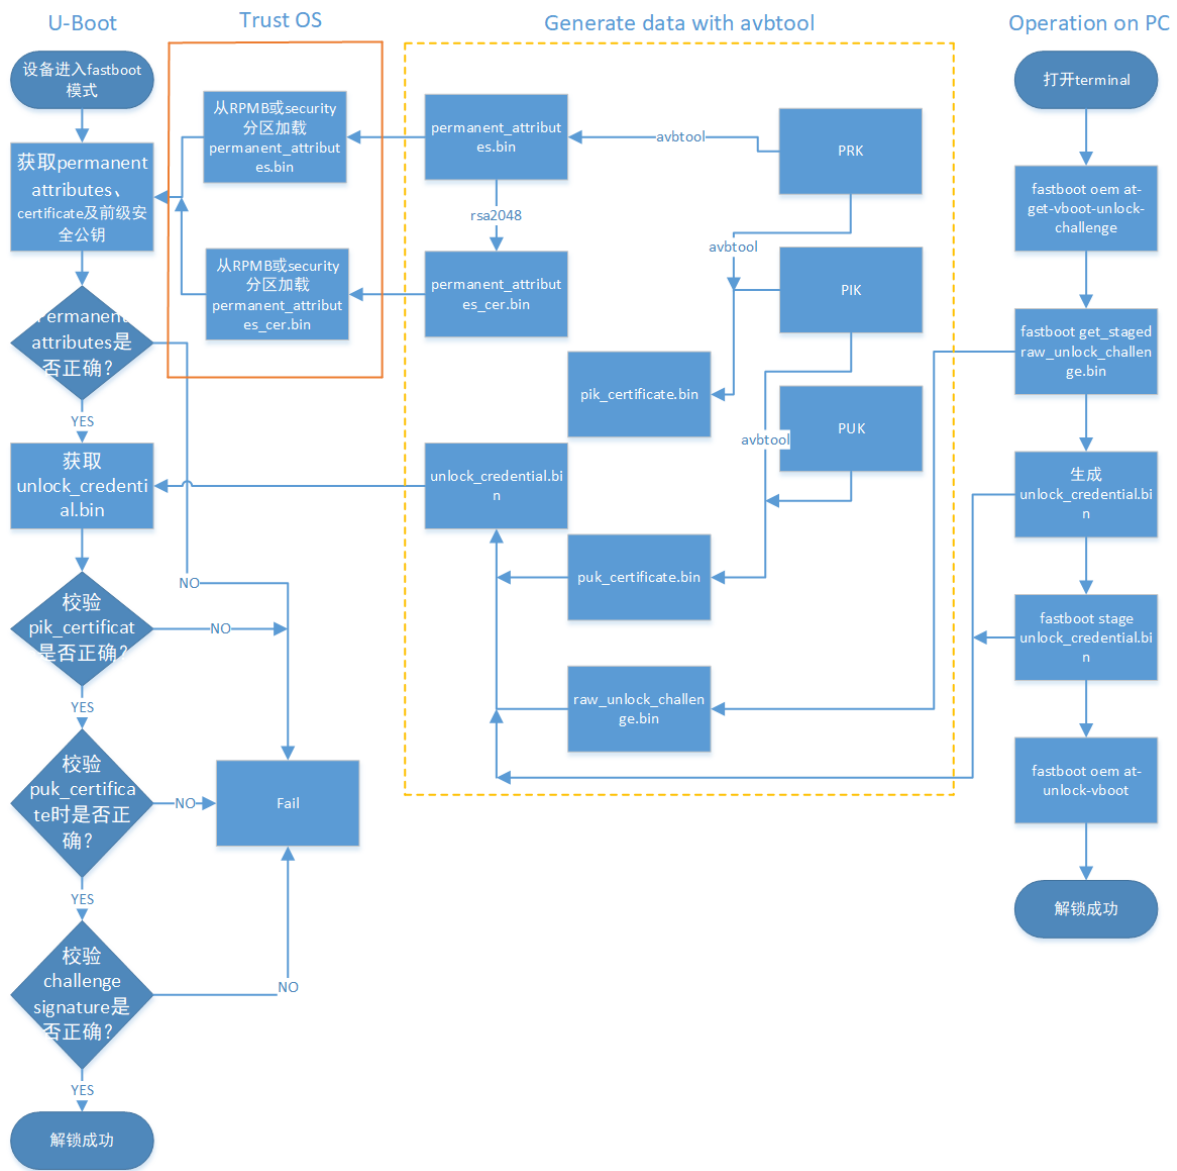 U-Boot
Trust OS
Generate data with avbtool
Operation on PC
设备进入fastboot
模式
获取permanent
attributes、
certificate及前级安
全公钥
Permanent
attributes是
否正确?
YES
获取
unlock_credenti
al.bin
NO
校验
pik_certificat
是否正确?
NO
YES
校验
puk_certifica
te时是否正
确?
NO
Fail
YES
校验
challenge
signature是
否正确?
NO
YES
解锁成功
从RPMB或security
分区加载
permanent_attribut
es.bin
从RPMB或security
分区加载
permanent_attribut
es_cer.bin
permanent_attribut
es.bin
avbtool
PRK
rsa2048
avbtool
permanent_attribut
es_cer.bin
PIK
pik_certificate.bin
PUK
avbtool
unlock_credential.bi
n
puk_certificate.bin
raw_unlock_challe
nge.bin
打开terminal
fastboot oem at-
get-vboot-unlock-
challenge
fastboot get_staged
raw_unlock_challe
nge.bin
生成
unlock_credential.bi
n
fastboot stage
unlock_credential.bi
n
fastboot oem at-
unlock-vboot
解锁成功